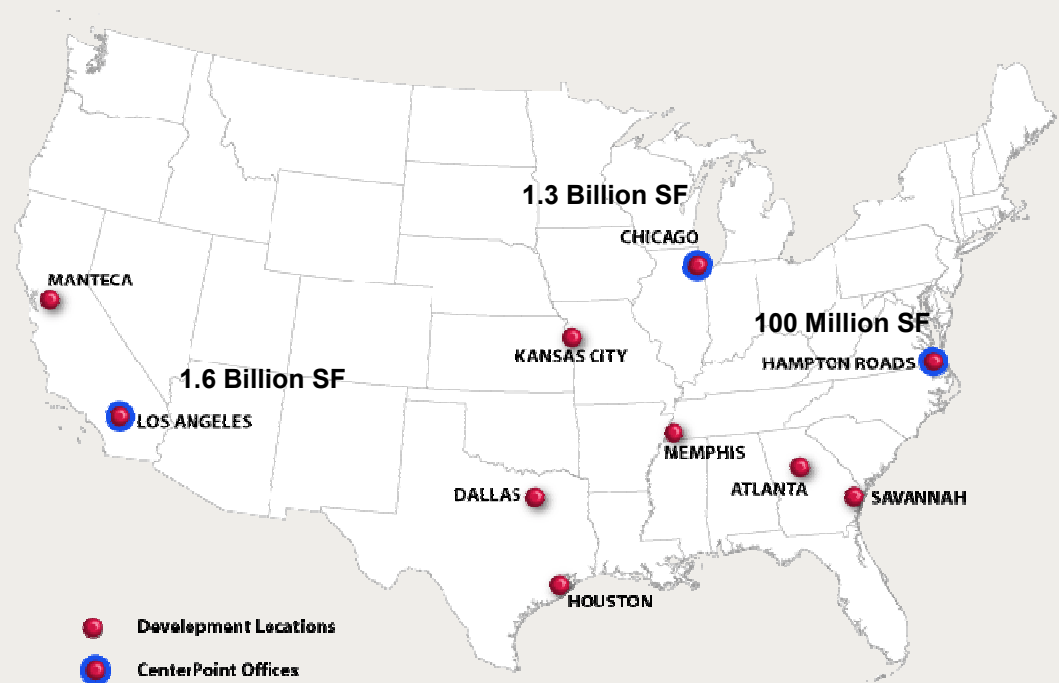 1.3 Billion SF
CHICAGO
MANTECA
100 Million SF
KANSAS CITY
HAMPTON ROADS
1.6 Billion SF
LOS ANGELES
MEMPHIS
ATLANTA
DALLAS
SAVANNAH
HOUSTON
Development Locations
CenterPoint Offices